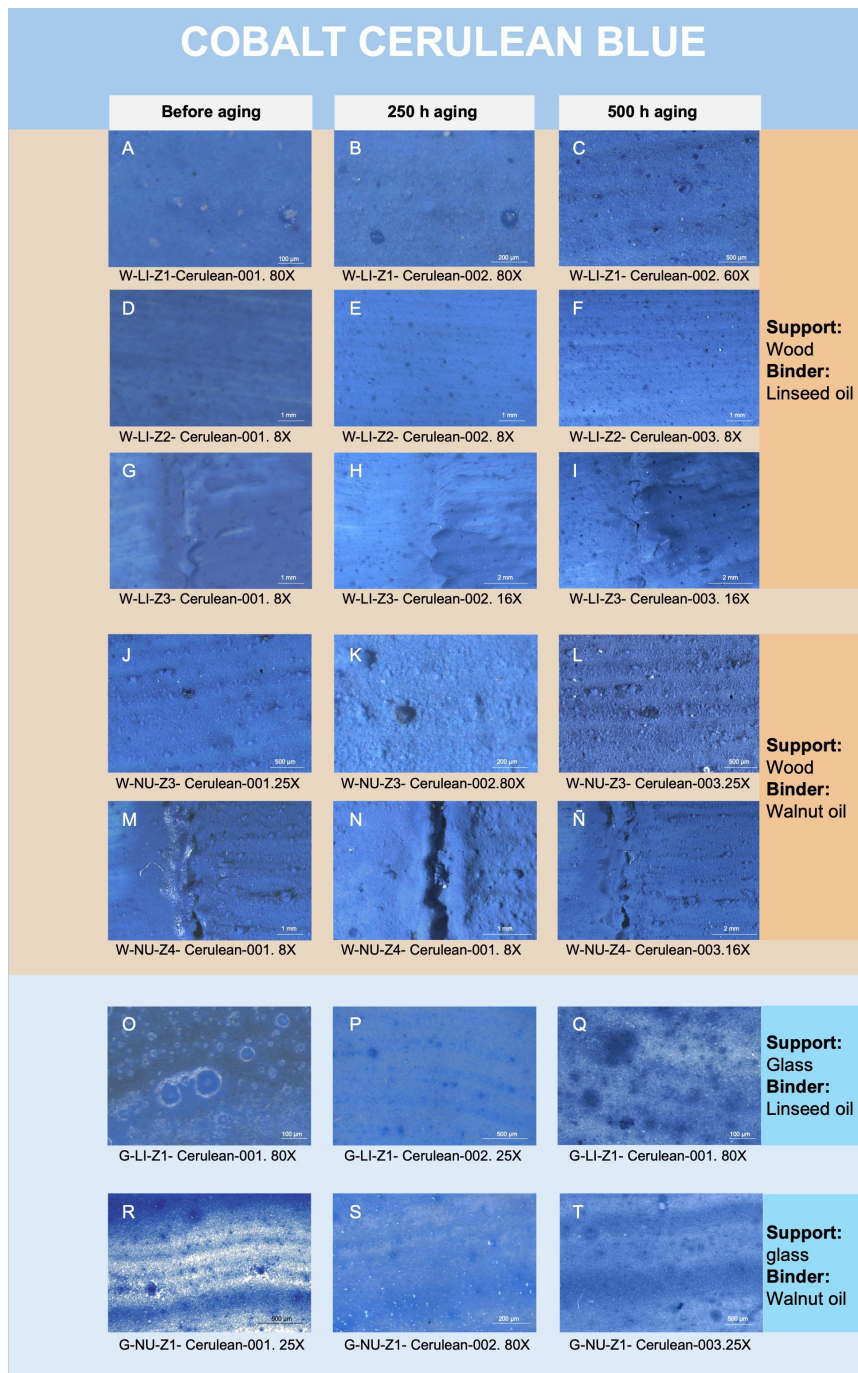 COBALT CERULEAN BLUE
Before aging 250 h aging 500 h aging
A B C
100 µm 200 µm 500 µm
W-LI-Z1-Cerulean-001. 80X W-LI-Z1- Cerulean-002. 80X W-LI-Z1- Cerulean-002. 60X
D E F
1 mm 1 mm 1 mm
W-LI-Z2- Cerulean-001. 8X W-LI-Z2- Cerulean-002. 8X W-LI-Z2- Cerulean-003. 8X
G H I
1 mm 2 mm 2 mm
W-LI-Z3- Cerulean-001. 8X W-LI-Z3- Cerulean-002. 16X W-LI-Z3- Cerulean-003. 16X
Support:
Wood
Binder:
Linseed oil
J K L
500 µm 200 µm 500 µm
W-NU-Z3- Cerulean-001.25X W-NU-Z3- Cerulean-002.80X W-NU-Z3- Cerulean-003.25X
M N Ñ
1 mm 1 mm 2 mm
W-NU-Z4- Cerulean-001. 8X W-NU-Z4- Cerulean-001. 8X W-NU-Z4- Cerulean-003.16X
Support:
Wood
Binder:
Walnut oil
O P Q
100 µm 500 µm 100 µm
G-LI-Z1- Cerulean-001. 80X G-LI-Z1- Cerulean-002. 25X G-LI-Z1- Cerulean-001. 80X
Support:
Glass
Binder:
Linseed oil
R S T
500 µm 200 µm 500 µm
G-NU-Z1- Cerulean-001. 25X G-NU-Z1- Cerulean-002. 80X G-NU-Z1- Cerulean-003.25X
Support:
glass
Binder:
Walnut oil